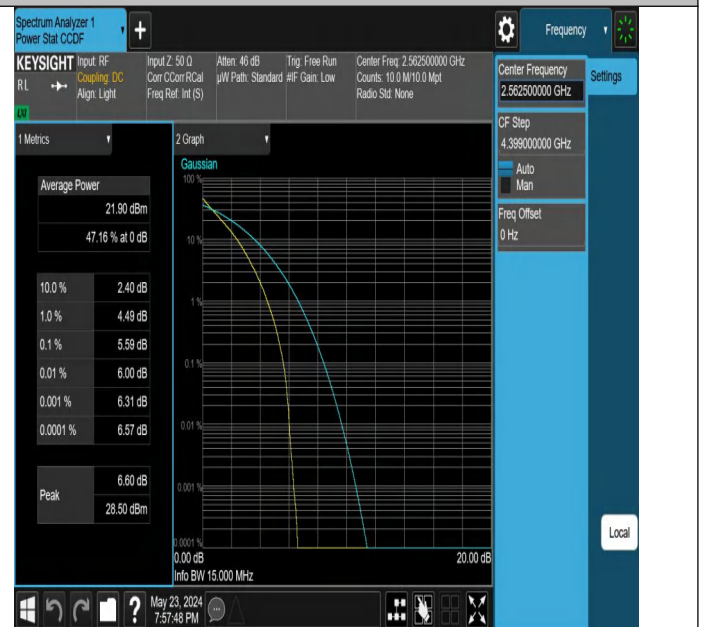 Spectrum Analyzer 1
Power Stat CCDF
+
Frequency
KEYSIGHT
RL
LXI
Input: RF
Coupling: DC
Align: Light
Input Z: 50 Ω
Corr CCorr RCal
Freq Ref: Int (S)
Atten: 46 dB
µW Path: Standard
Trig: Free Run
#IF Gain: Low
Center Freq: 2.562500000 GHz
Counts: 10.0 M/10.0 Mpt
Radio Std: None
Center Frequency
2.562500000 GHz
Settings
CF Step
4.399000000 GHz
Auto
Man
Freq Offset
0 Hz
1 Metrics
Average Power
21.90 dBm
47.16 % at 0 dB
10.0 % 2.40 dB
1.0 % 4.49 dB
0.1 % 5.59 dB
0.01 % 6.00 dB
0.001 % 6.31 dB
0.0001 % 6.57 dB
Peak
6.60 dB
28.50 dBm
2 Graph
Gaussian
100 %
10 %
1 %
0.1 %
0.01 %
0.001 %
0.0001 %
0.00 dB
20.00 dB
Info BW 15.000 MHz
Local
?
May 23, 2024
7:57:48 PM